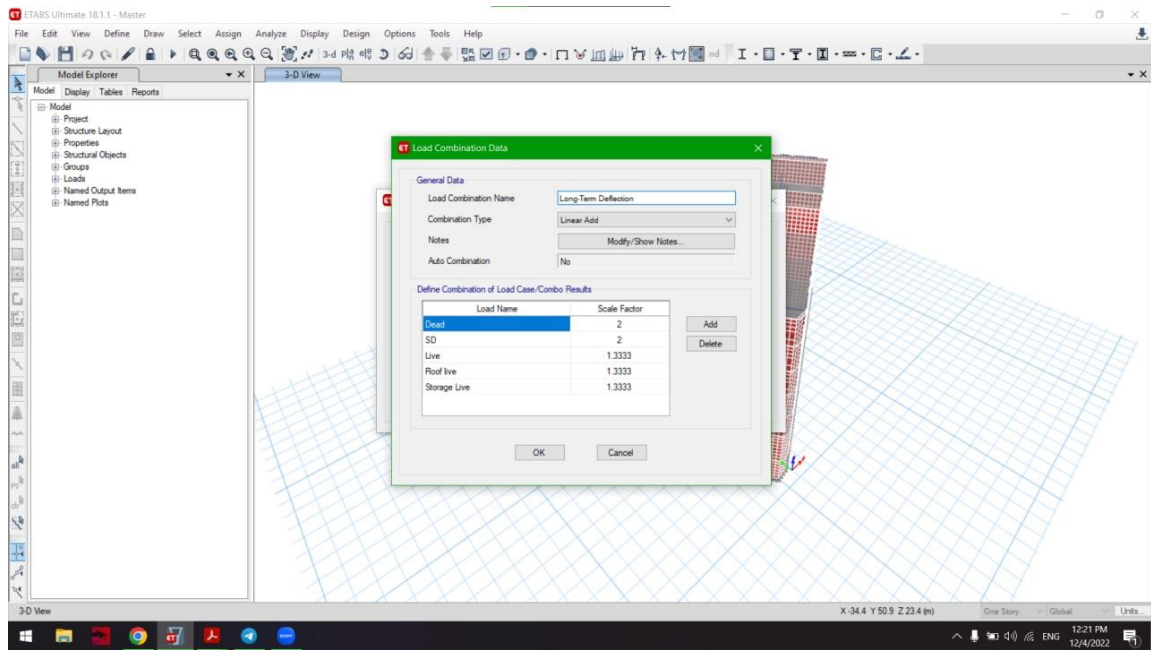 ETABS Ultimate 18.1.1 - Master
File Edit View Define Draw Select Assign Analyze Display Design Options Tools Help
3-d
nd
Model Explorer
3-D View
Model Display Tables Reports
Model
Project
Structure Layout
Properties
Structural Objects
Groups
Loads
Named Output Items
Named Plots
ET Load Combination Data
General Data
Load Combination Name Long-Term Deflection
Combination Type Linear Add
Notes Modify/Show Notes...
Auto Combination No
Define Combination of Load Case/Combo Results
Load Name Scale Factor
Dead 2 Add
SD 2 Delete
Live 1.3333
Roof live 1.3333
Storage Live 1.3333
OK Cancel
3-D View X -34.4 Y 50.9 Z 23.4 (m) One Story Global Units...
ENG 12:21 PM
12/4/2022